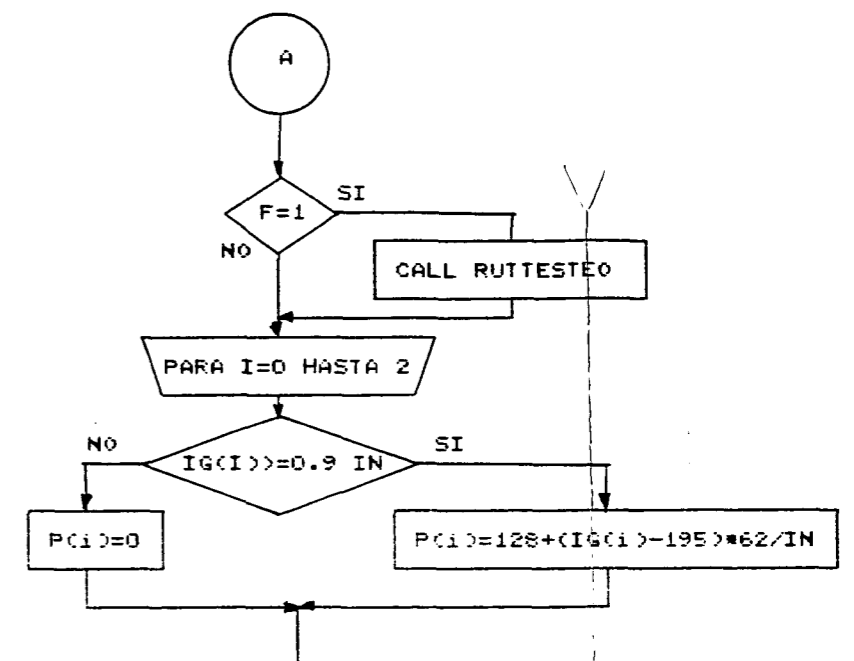 A
SI
F=1
NO
CALL RUTTESTEO
PARA I=0 HASTA 2
NO
SI
IG(I)>=0.9 IN
P(i)=0
P(i)=128+(IG(i)-195)*62/IN